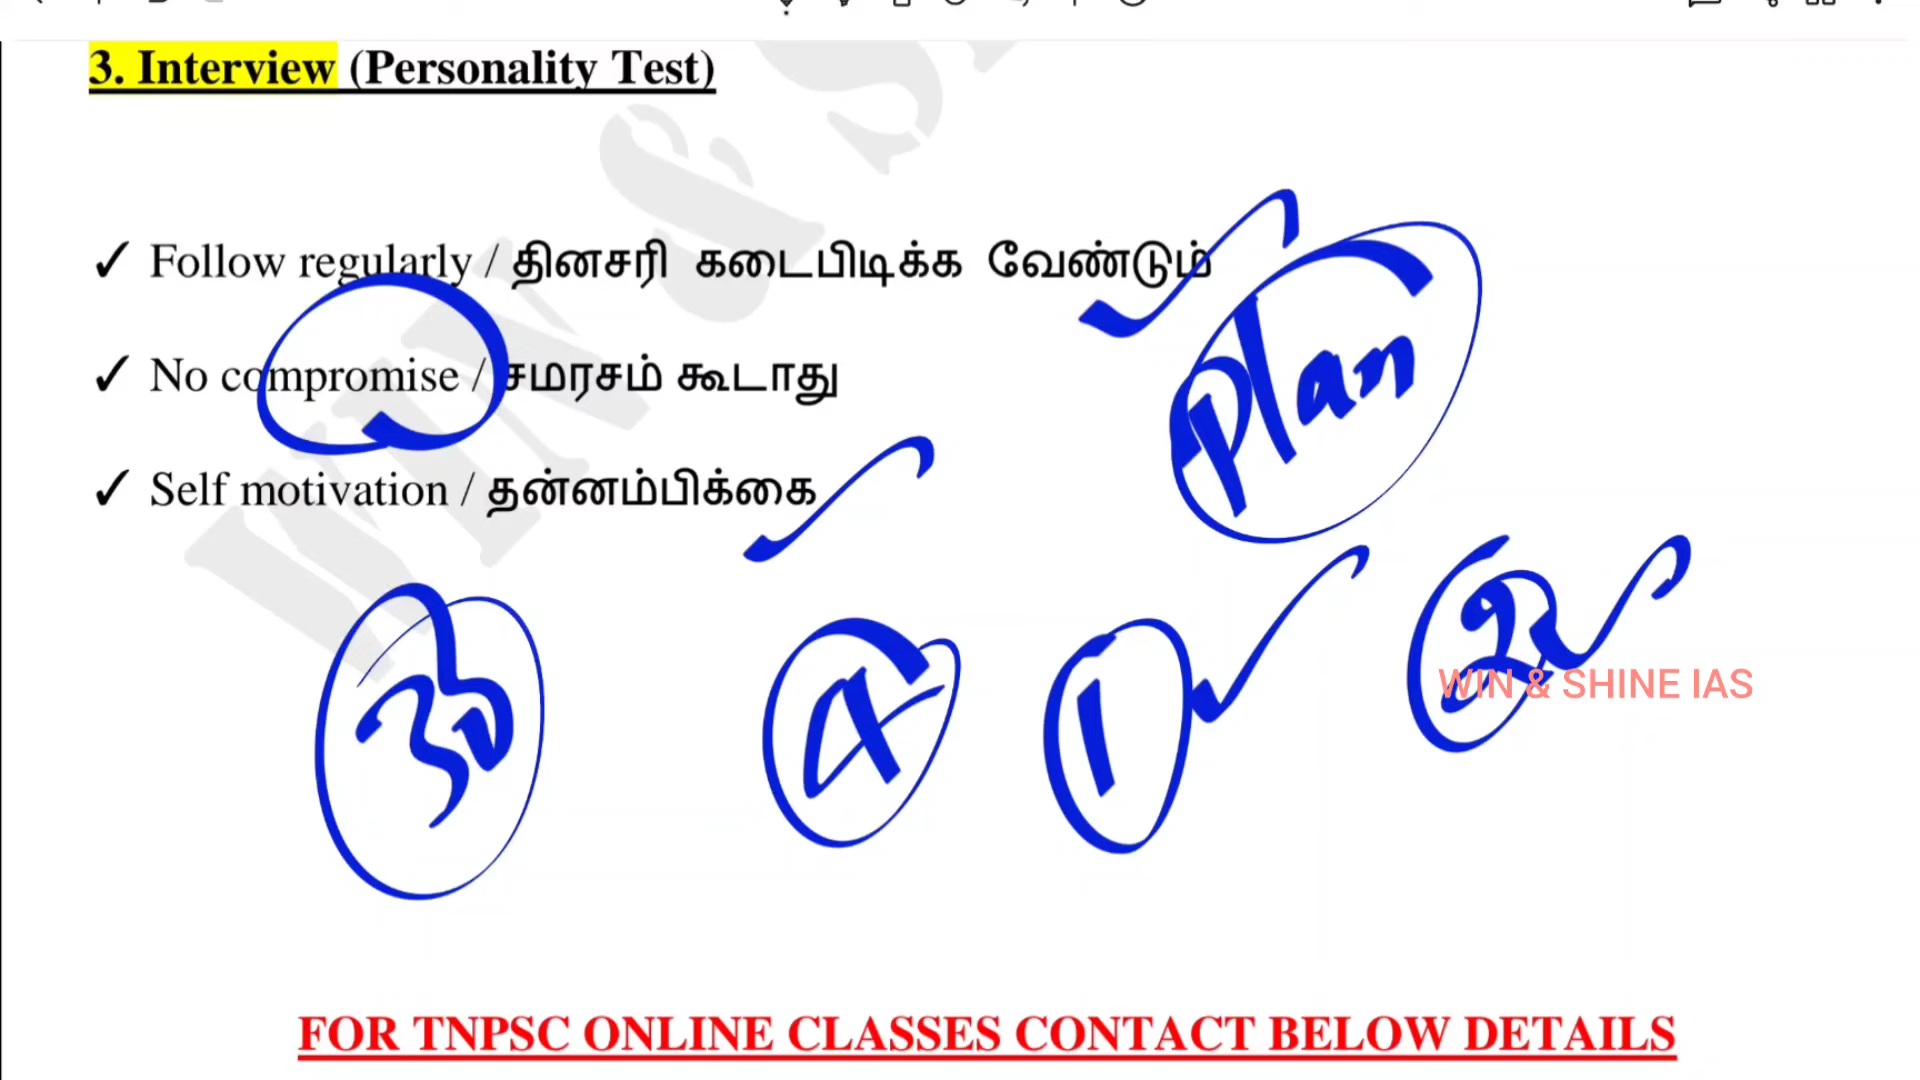 3. Interview (Personality Test)
✓ Follow regularly / தினசரி கடைபிடிக்க வேண்டும்
Plan
✓ No compromise / சமரசம் கூடாது
✓ Self motivation / தன்னம்பிக்கை
4 1 2
WIN & SHINE IAS
FOR TNPSC ONLINE CLASSES CONTACT BELOW DETAILS